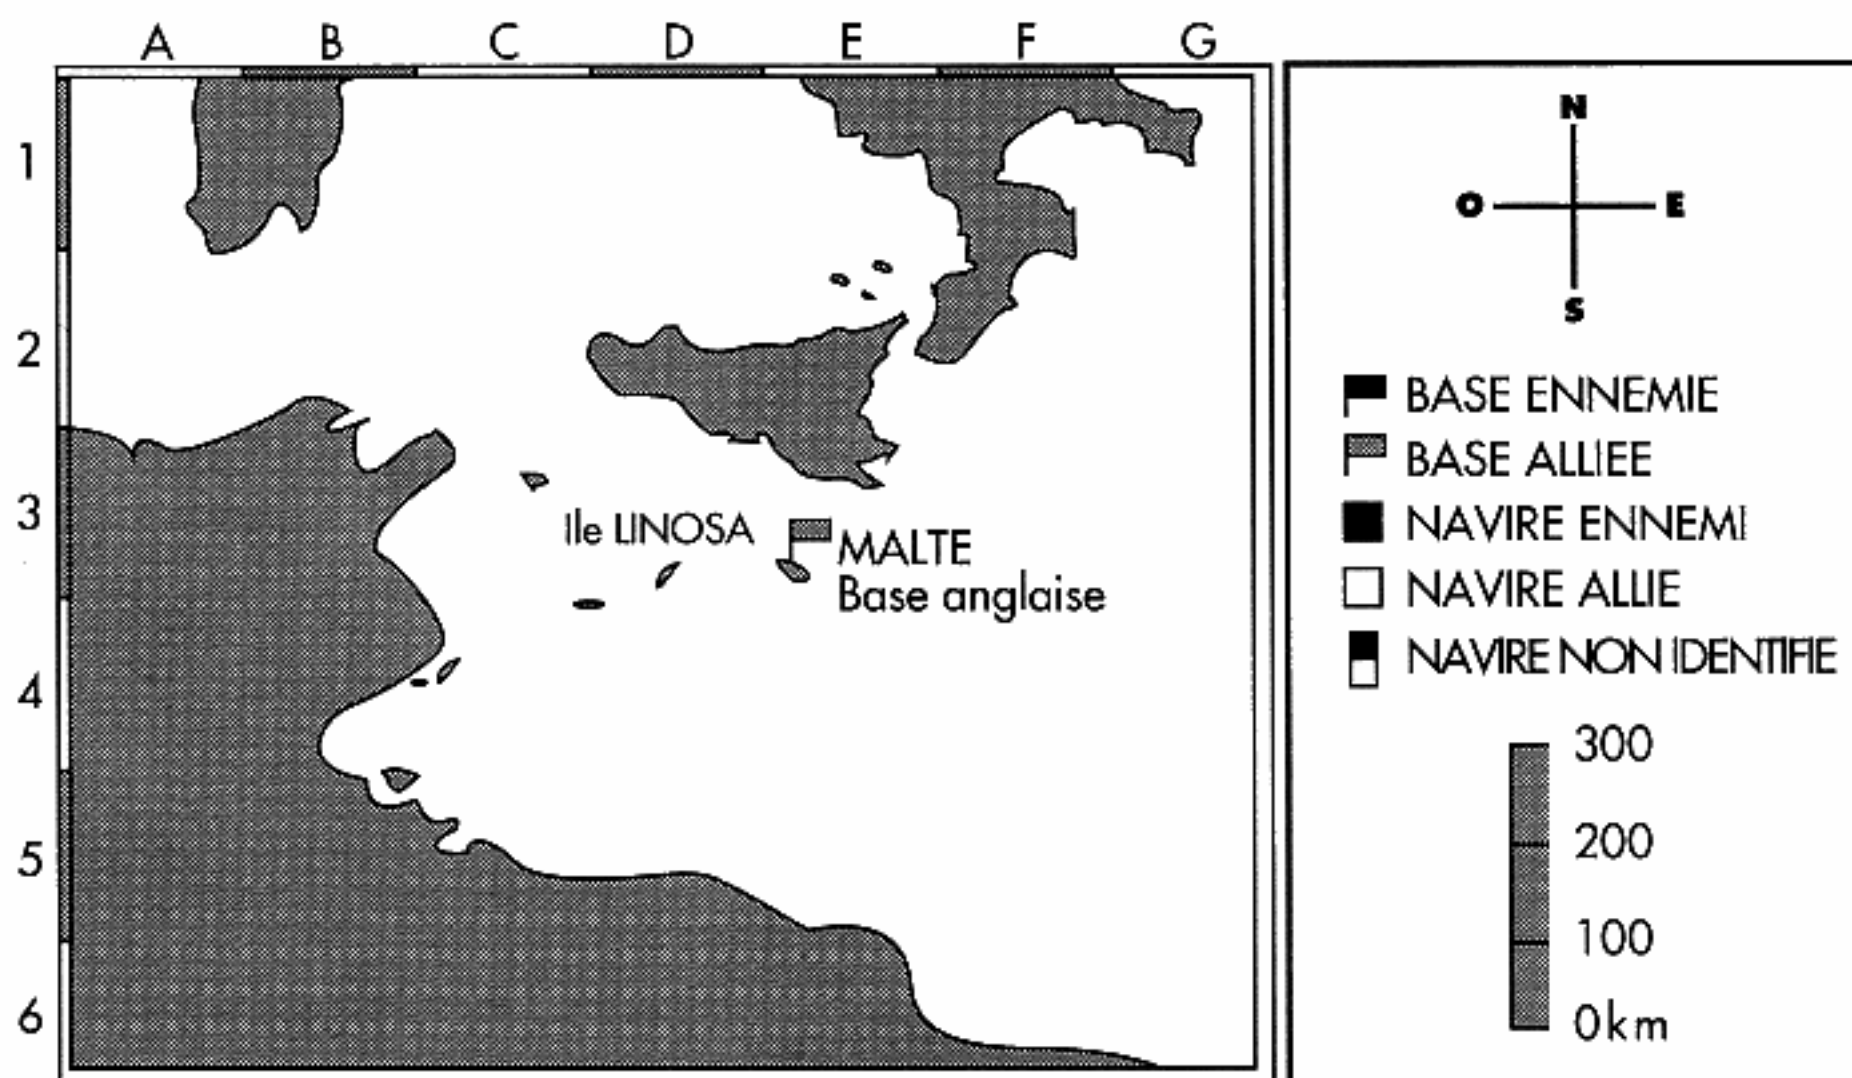 A B C D E F G
1
2
3
4
5
6
Ile LINOSA
MALTE
Base anglaise
N
O E
S
BASE ENNEMIE
BASE ALLIEE
NAVIRE ENNEMI
NAVIRE ALLIE
NAVIRE NON IDENTIFIE
300
200
100
0km